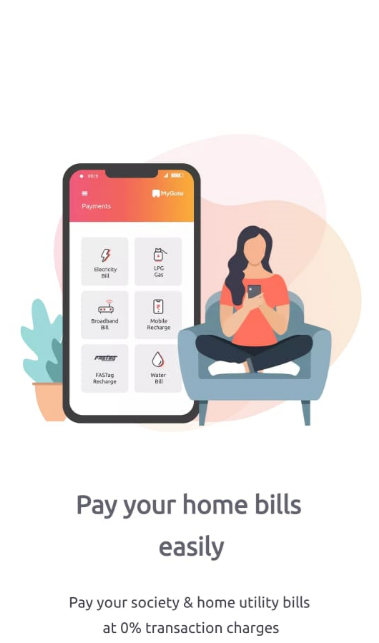 MyGate
Payments
Electricity
Bill
LPG
Gas
Broadband
Bill
Mobile
Recharge
FASTag
FASTag
Recharge
Water
Bill
Pay your home bills
easily
Pay your society & home utility bills
at 0% transaction charges